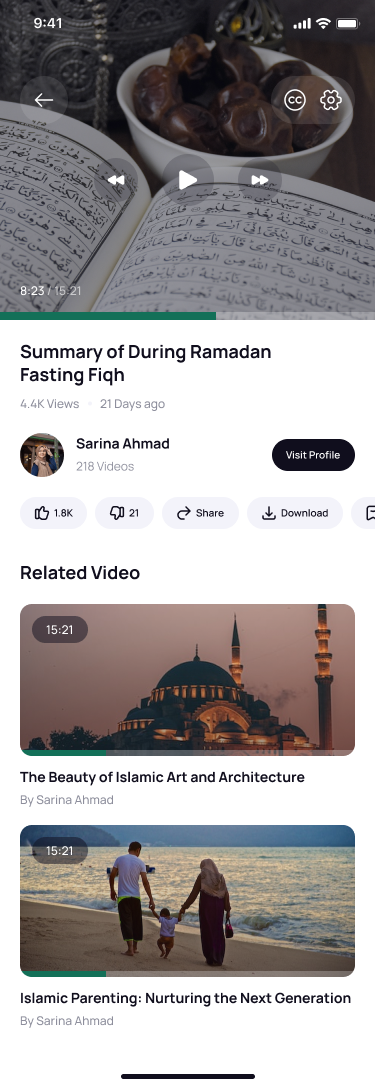 9:41
CC
8:23 / 15:21
Summary of During Ramadan
Fasting Fiqh
4.4K Views
21 Days ago
Sarina Ahmad
218 Videos
Visit Profile
1.8K
21
Share
Download
Related Video
15:21
The Beauty of Islamic Art and Architecture
By Sarina Ahmad
15:21
Islamic Parenting: Nurturing the Next Generation
By Sarina Ahmad